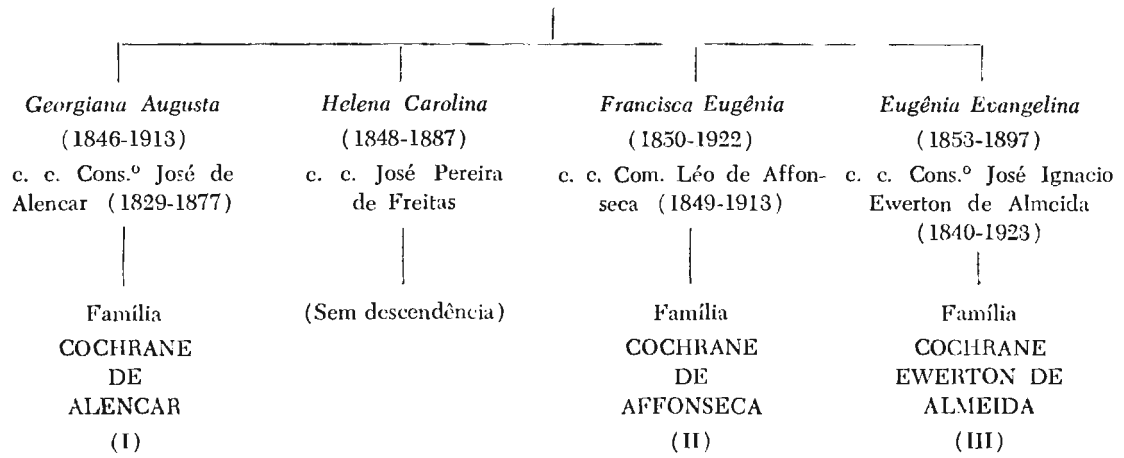 Georgiana Augusta
(1846-1913)
c. c. Cons.º José de
Alencar (1829-1877)
Família
COCHRANE
DE
ALENCAR
(I)
Helena Carolina
(1848-1887)
c. c. José Pereira
de Freitas
(Sem descendência)
Francisca Eugênia
(1850-1922)
c. c. Com. Léo de Affon-
seca (1849-1913)
Família
COCHRANE
DE
AFFONSECA
(II)
Eugênia Evangelina
(1853-1897)
c. c. Cons.º José Ignacio
Ewerton de Almeida
(1840-1923)
Família
COCHRANE
EWERTON DE
ALMEIDA
(III)